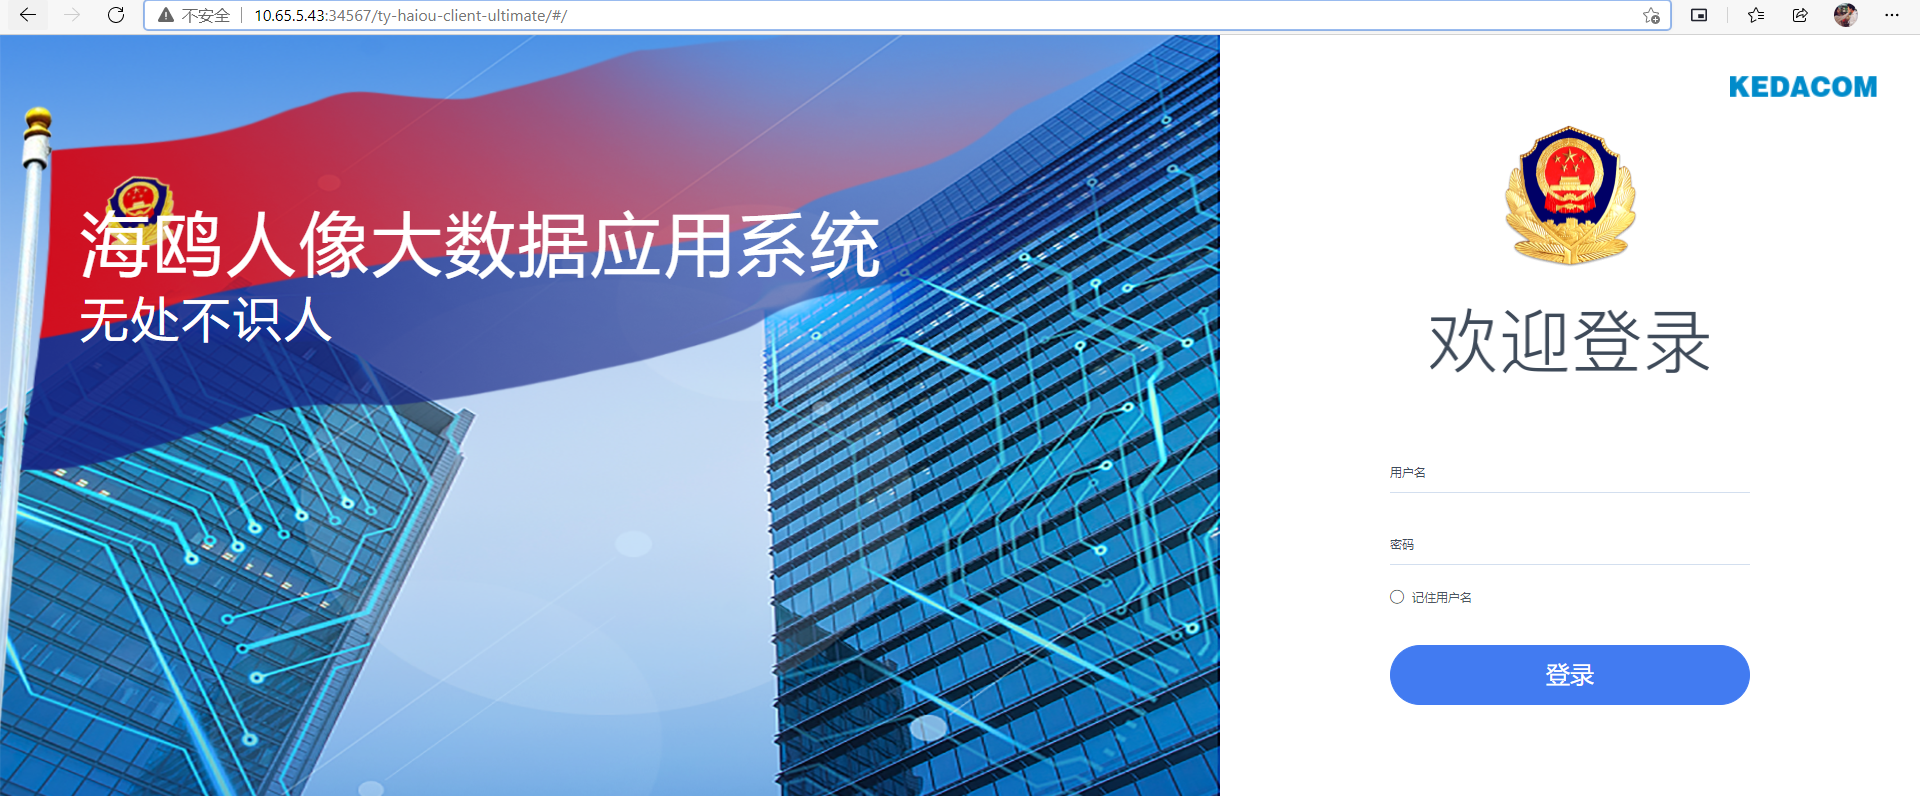 不安全
10.65.5.43:34567/ty-haiou-client-ultimate/#/
KEDACOM
海鸥人像大数据应用系统
无处不识人
欢迎登录
用户名
密码
记住用户名
登录